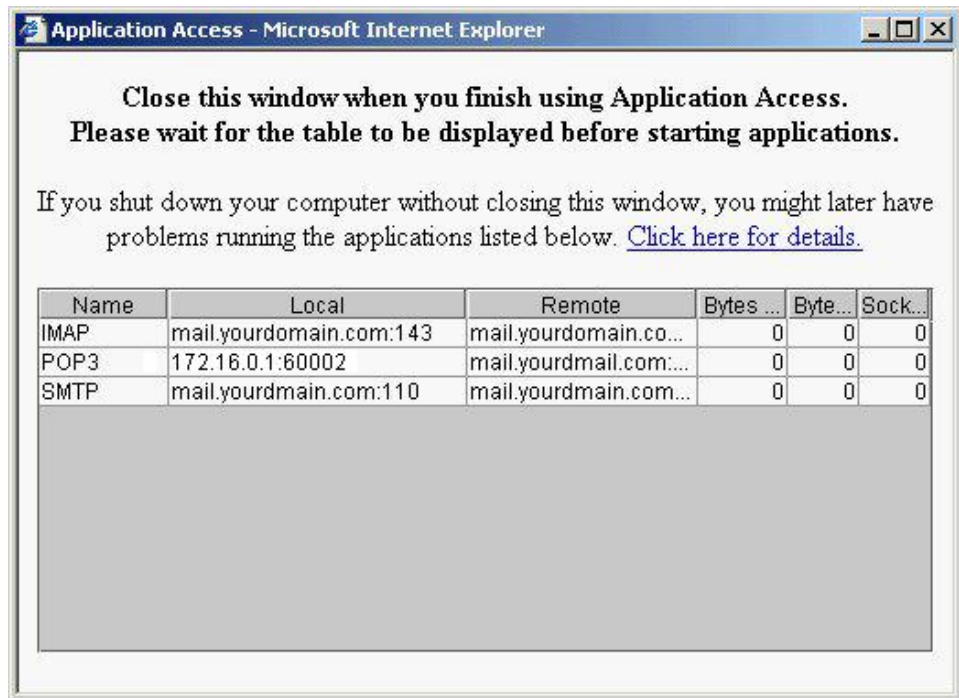 Application Access - Microsoft Internet Explorer
Close this window when you finish using Application Access.
Please wait for the table to be displayed before starting applications.
If you shut down your computer without closing this window, you might later have
problems running the applications listed below. Click here for details.
Name Local Remote Bytes ... Byte... Sock...
IMAP mail.yourdomain.com:143 mail.yourdomain.co... 0 0 0
POP3 172.16.0.1:60002 mail.yourdmail.com:... 0 0 0
SMTP mail.yourdmain.com:110 mail.yourdmain.com... 0 0 0